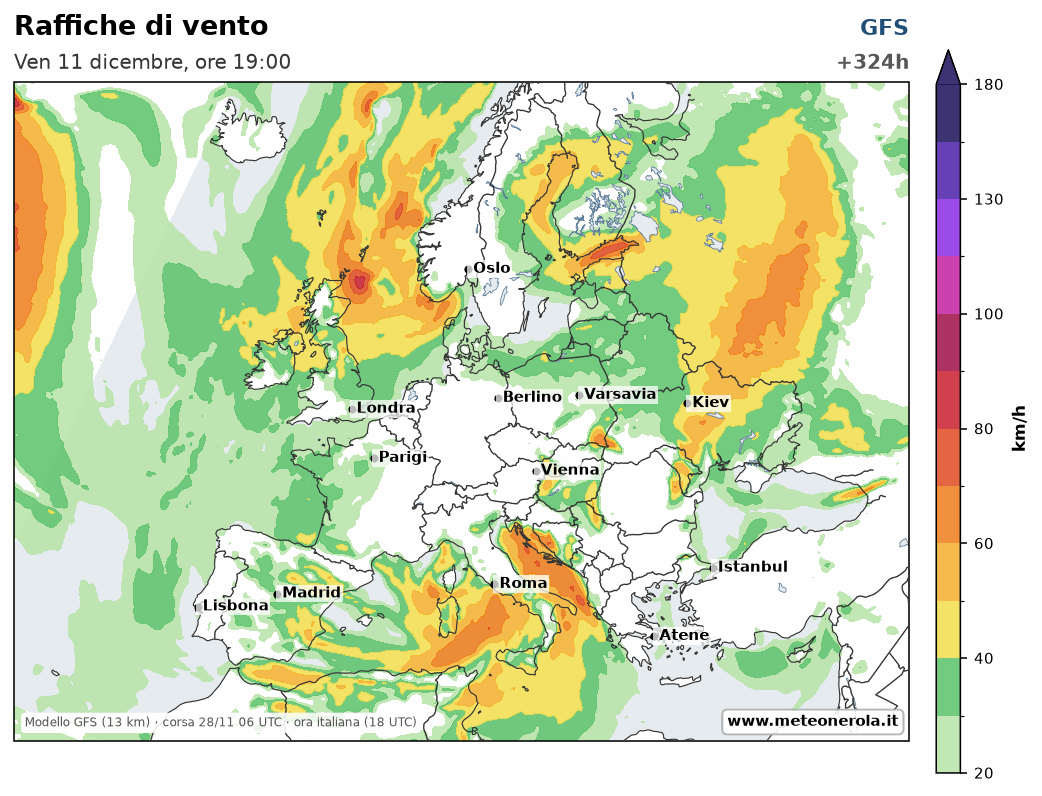 Raffiche di vento
GFS
Ven 11 dicembre, ore 19:00
+324h
180
130
100
80
60
40
20
km/h
Oslo
Londra
Berlino
Varsavia
Kiev
Parigi
Vienna
Istanbul
Roma
Madrid
Lisbona
Atene
Modello GFS (13 km) · corsa 28/11 06 UTC · ora italiana (18 UTC)
www.meteonerola.it